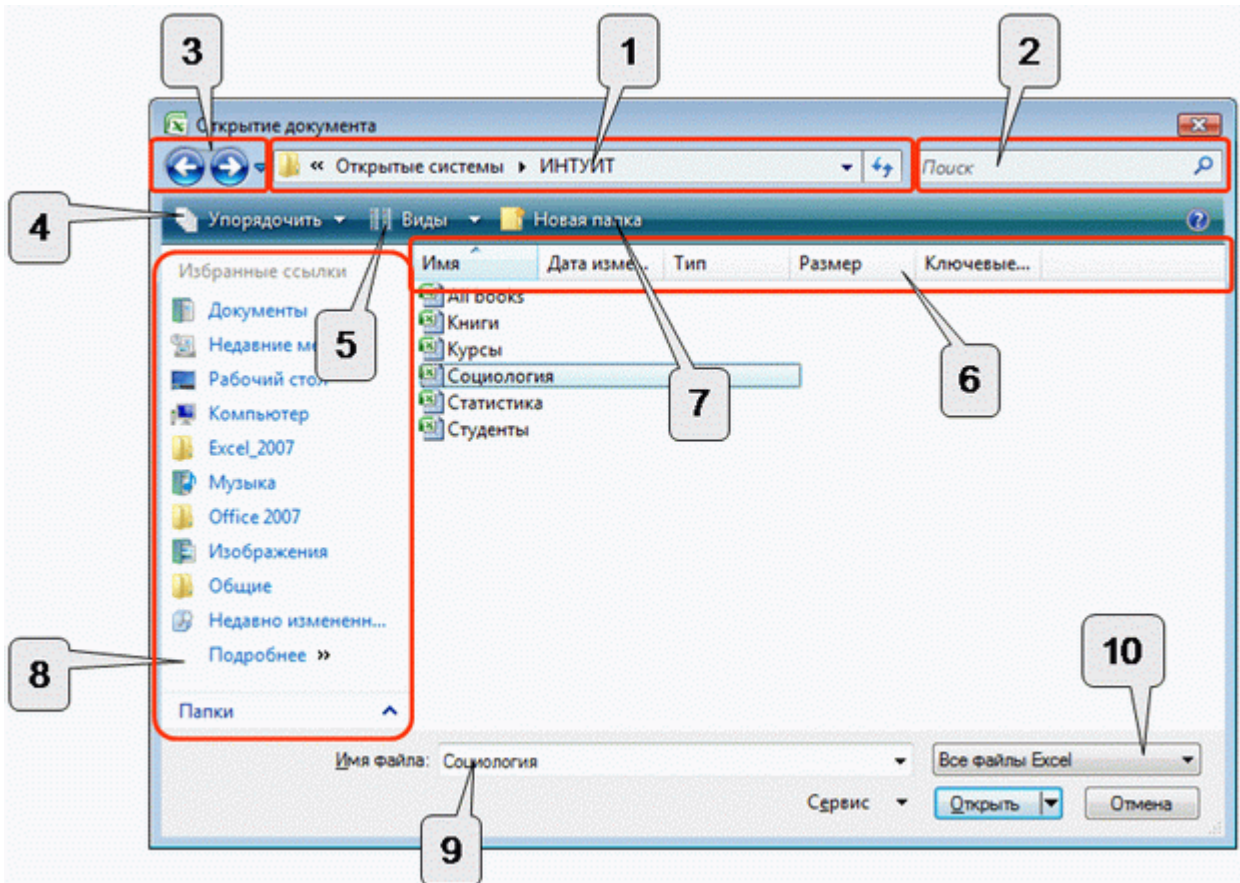 3 1 2
Открытие документа
« Открытые системы ▸ ИНТУИТ Поиск
4 Упорядочить Виды Новая папка
Избранные ссылки Имя Дата изме... Тип Размер Ключевые...
Документы All books
Недавние ме Книги
5 7 6
Рабочий стол Курсы
Компьютер Социология
Excel_2007 Статистика
Музыка Студенты
Office 2007
Изображения
Общие
Недавно измененн...
8 Подробнее »
10
Папки
Имя файла: Социология Все файлы Excel
Сервис Открыть Отмена
9